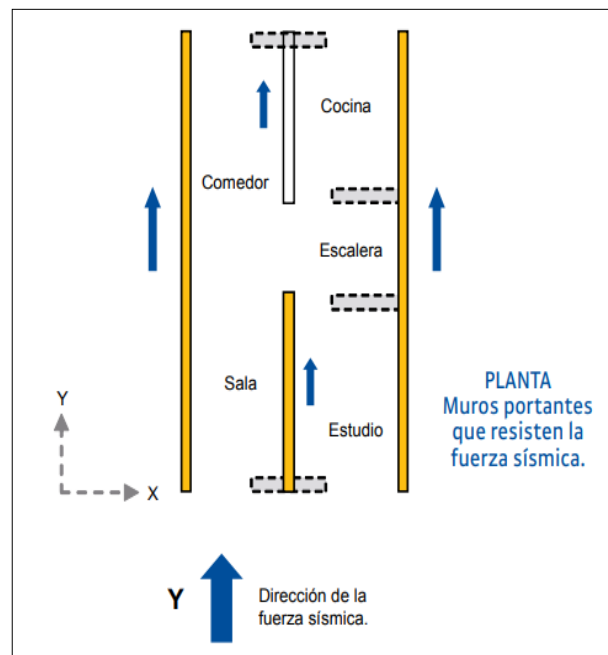 Cocina
Comedor
Escalera
Sala
Estudio
PLANTA
Muros portantes
que resisten la
fuerza sísmica.
Y
X
Y
Dirección de la
fuerza sísmica.